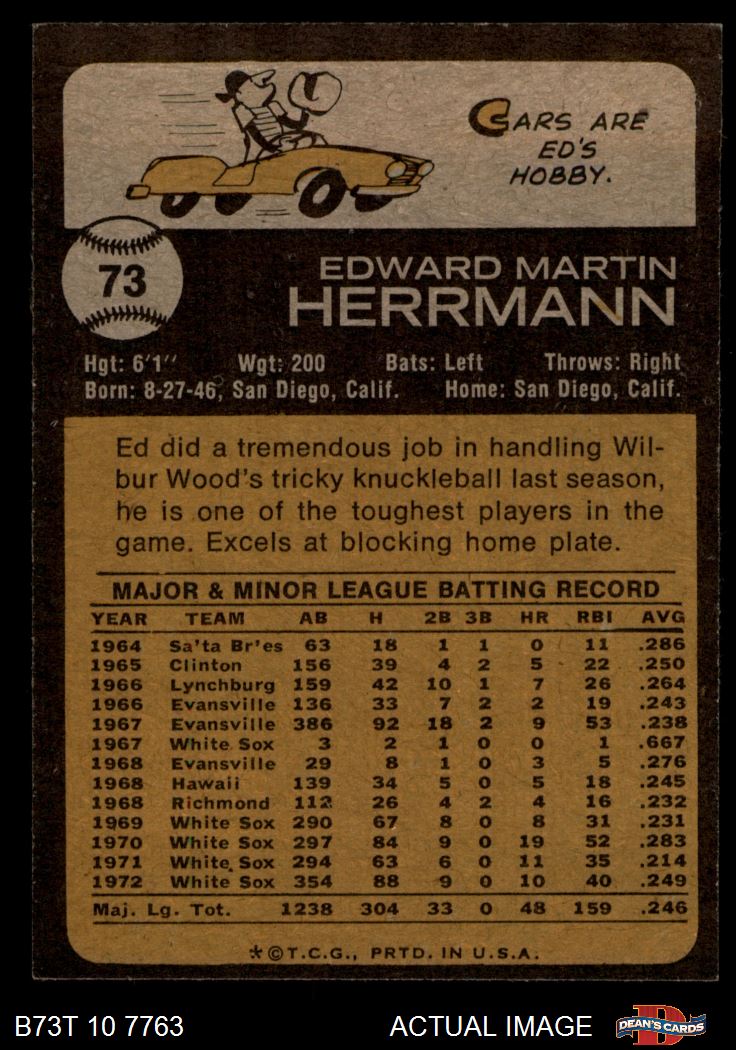 CARS ARE
ED'S
HOBBY.
73
EDWARD MARTIN
HERRMANN
Hgt: 6'1" Wgt: 200 Bats: Left Throws: Right
Born: 8-27-46, San Diego, Calif. Home: San Diego, Calif.
Ed did a tremendous job in handling Wil-
bur Wood's tricky knuckleball last season,
he is one of the toughest players in the
game. Excels at blocking home plate.
MAJOR & MINOR LEAGUE BATTING RECORD
YEAR TEAM AB H 2B 3B HR RBI AVG
1964 Sa'ta Br'es 63 18 1 1 0 11 .286
1965 Clinton 156 39 4 2 5 22 .250
1966 Lynchburg 159 42 10 1 7 26 .264
1966 Evansville 136 33 7 2 2 19 .243
1967 Evansville 386 92 18 2 9 53 .238
1967 White Sox 3 2 1 0 0 1 .667
1968 Evansville 29 8 1 0 3 5 .276
1968 Hawaii 139 34 5 0 5 18 .245
1968 Richmond 112 26 4 2 4 16 .232
1969 White Sox 290 67 8 0 8 31 .231
1970 White Sox 297 84 9 0 19 52 .283
1971 White Sox 294 63 6 0 11 35 .214
1972 White Sox 354 88 9 0 10 40 .249
Maj. Lg. Tot. 1238 304 33 0 48 159 .246
*©T.C.G., PRTD. IN U.S.A.
B73T 10 7763 ACTUAL IMAGE DEAN'S CARDS